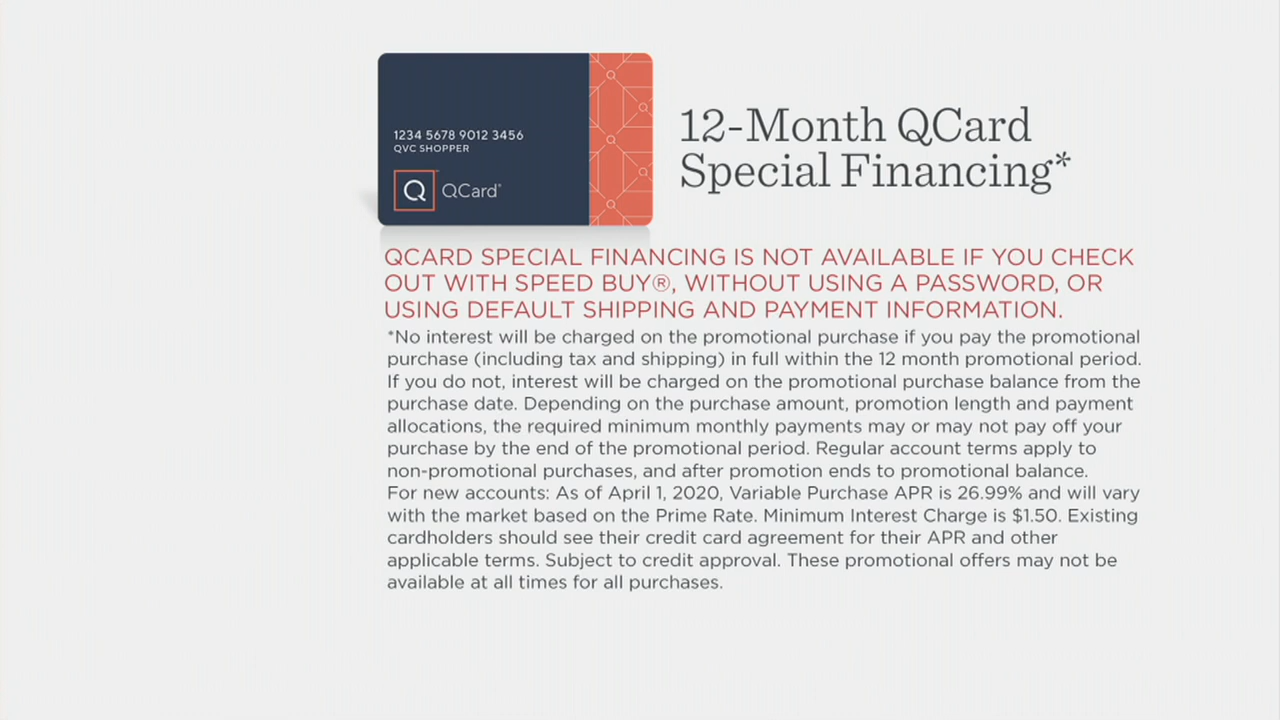 1234 5678 9012 3456
QVC SHOPPER
Q QCard®
12-Month QCard
Special Financing*
QCARD SPECIAL FINANCING IS NOT AVAILABLE IF YOU CHECK
OUT WITH SPEED BUY®, WITHOUT USING A PASSWORD, OR
USING DEFAULT SHIPPING AND PAYMENT INFORMATION.
*No interest will be charged on the promotional purchase if you pay the promotional
purchase (including tax and shipping) in full within the 12 month promotional period.
If you do not, interest will be charged on the promotional purchase balance from the
purchase date. Depending on the purchase amount, promotion length and payment
allocations, the required minimum monthly payments may or may not pay off your
purchase by the end of the promotional period. Regular account terms apply to
non-promotional purchases, and after promotion ends to promotional balance.
For new accounts: As of April 1, 2020, Variable Purchase APR is 26.99% and will vary
with the market based on the Prime Rate. Minimum Interest Charge is $1.50. Existing
cardholders should see their credit card agreement for their APR and other
applicable terms. Subject to credit approval. These promotional offers may not be
available at all times for all purchases.